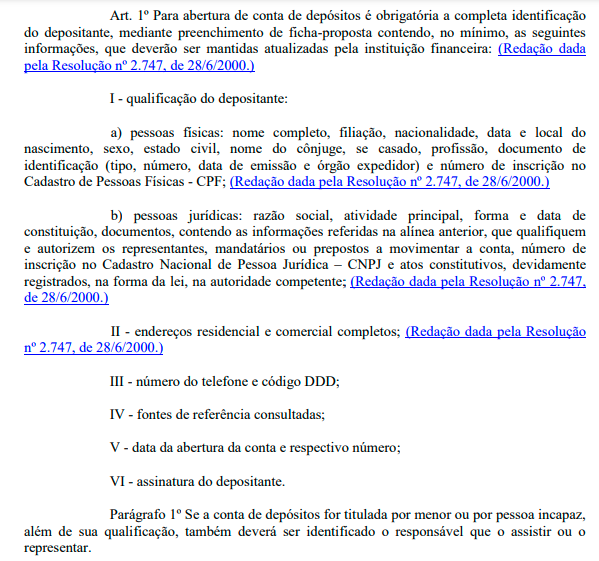 Art. 1º Para abertura de conta de depósitos é obrigatória a completa identificação
do depositante, mediante preenchimento de ficha-proposta contendo, no mínimo, as seguintes
informações, que deverão ser mantidas atualizadas pela instituição financeira: (Redação dada
pela Resolução nº 2.747, de 28/6/2000.)
I - qualificação do depositante:
a) pessoas físicas: nome completo, filiação, nacionalidade, data e local do
nascimento, sexo, estado civil, nome do cônjuge, se casado, profissão, documento de
identificação (tipo, número, data de emissão e órgão expedidor) e número de inscrição no
Cadastro de Pessoas Físicas - CPF; (Redação dada pela Resolução nº 2.747, de 28/6/2000.)
b) pessoas jurídicas: razão social, atividade principal, forma e data de
constituição, documentos, contendo as informações referidas na alínea anterior, que qualifiquem
e autorizem os representantes, mandatários ou prepostos a movimentar a conta, número de
inscrição no Cadastro Nacional de Pessoa Jurídica – CNPJ e atos constitutivos, devidamente
registrados, na forma da lei, na autoridade competente; (Redação dada pela Resolução nº 2.747,
de 28/6/2000.)
II - endereços residencial e comercial completos; (Redação dada pela Resolução
nº 2.747, de 28/6/2000.)
III - número do telefone e código DDD;
IV - fontes de referência consultadas;
V - data da abertura da conta e respectivo número;
VI - assinatura do depositante.
Parágrafo 1º Se a conta de depósitos for titulada por menor ou por pessoa incapaz,
além de sua qualificação, também deverá ser identificado o responsável que o assistir ou o
representar.